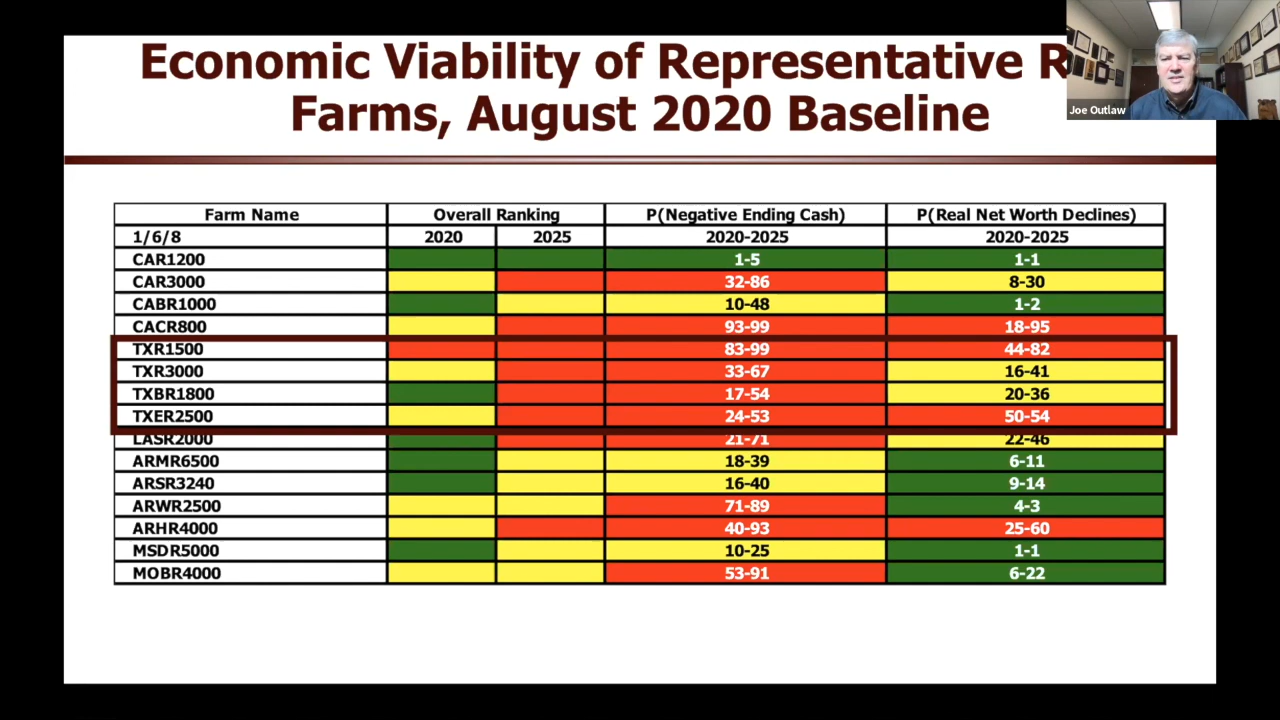 Economic Viability of Representative R
Farms, August 2020 Baseline
Joe Outlaw
Farm Name Overall Ranking P(Negative Ending Cash) P(Real Net Worth Declines)
1/6/8 2020 2025 2020-2025 2020-2025
CAR1200 1-5 1-1
CAR3000 32-86 8-30
CABR1000 10-48 1-2
CACR800 93-99 18-95
TXR1500 83-99 44-82
TXR3000 33-67 16-41
TXBR1800 17-54 20-36
TXER2500 24-53 50-54
LASR2000 21-71 22-46
ARMR6500 18-39 6-11
ARSR3240 16-40 9-14
ARWR2500 71-89 4-3
ARHR4000 40-93 25-60
MSDR5000 10-25 1-1
MOBR4000 53-91 6-22